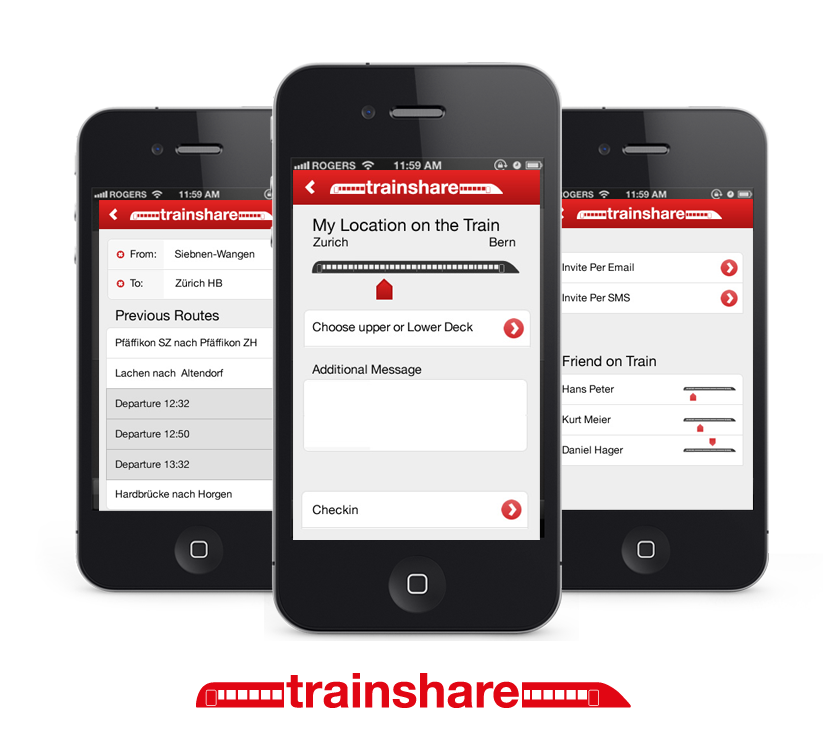 ROGERS 11:59 AM
trainshare
From: Siebnen-Wangen
To: Zürich HB
Previous Routes
Pfäffikon SZ nach Pfäffikon ZH
Lachen nach Altendorf
Departure 12:32
Departure 12:50
Departure 13:32
Hardbrücke nach Horgen
ROGERS 11:59 AM
trainshare
My Location on the Train
Zurich Bern
Choose upper or Lower Deck
Additional Message
Checkin
OGERS 11:59 AM
trainshare
Invite Per Email
Invite Per SMS
Friend on Train
Hans Peter
Kurt Meier
Daniel Hager
trainshare